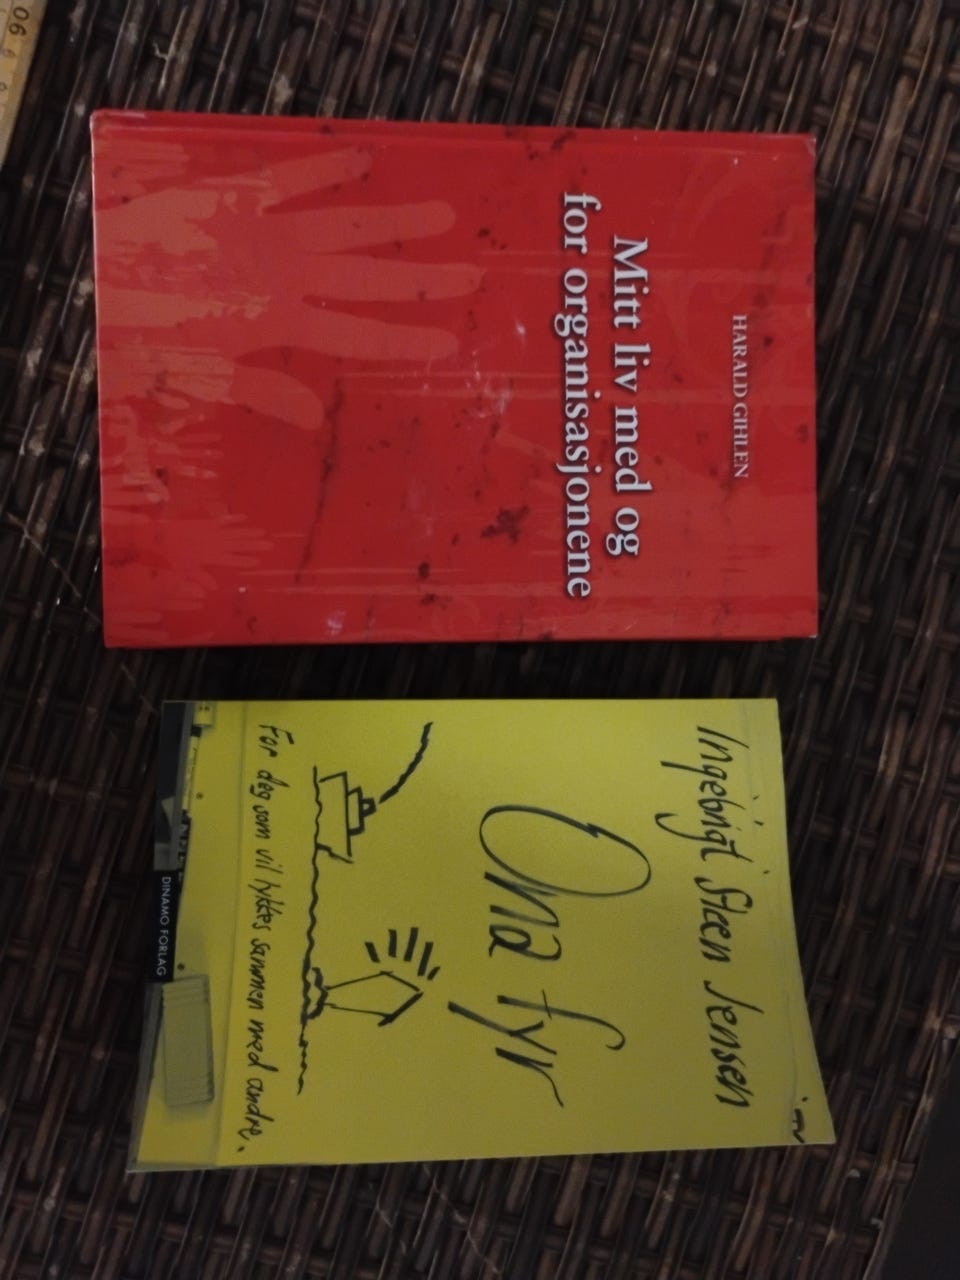 HARALD GIHLEN
Mitt liv med og
for organisasjonene
Ingebrigt Steen Jensen
Ona fyr
For deg som vil lykkes sammen med andre.
DINAMO FORLAG
90